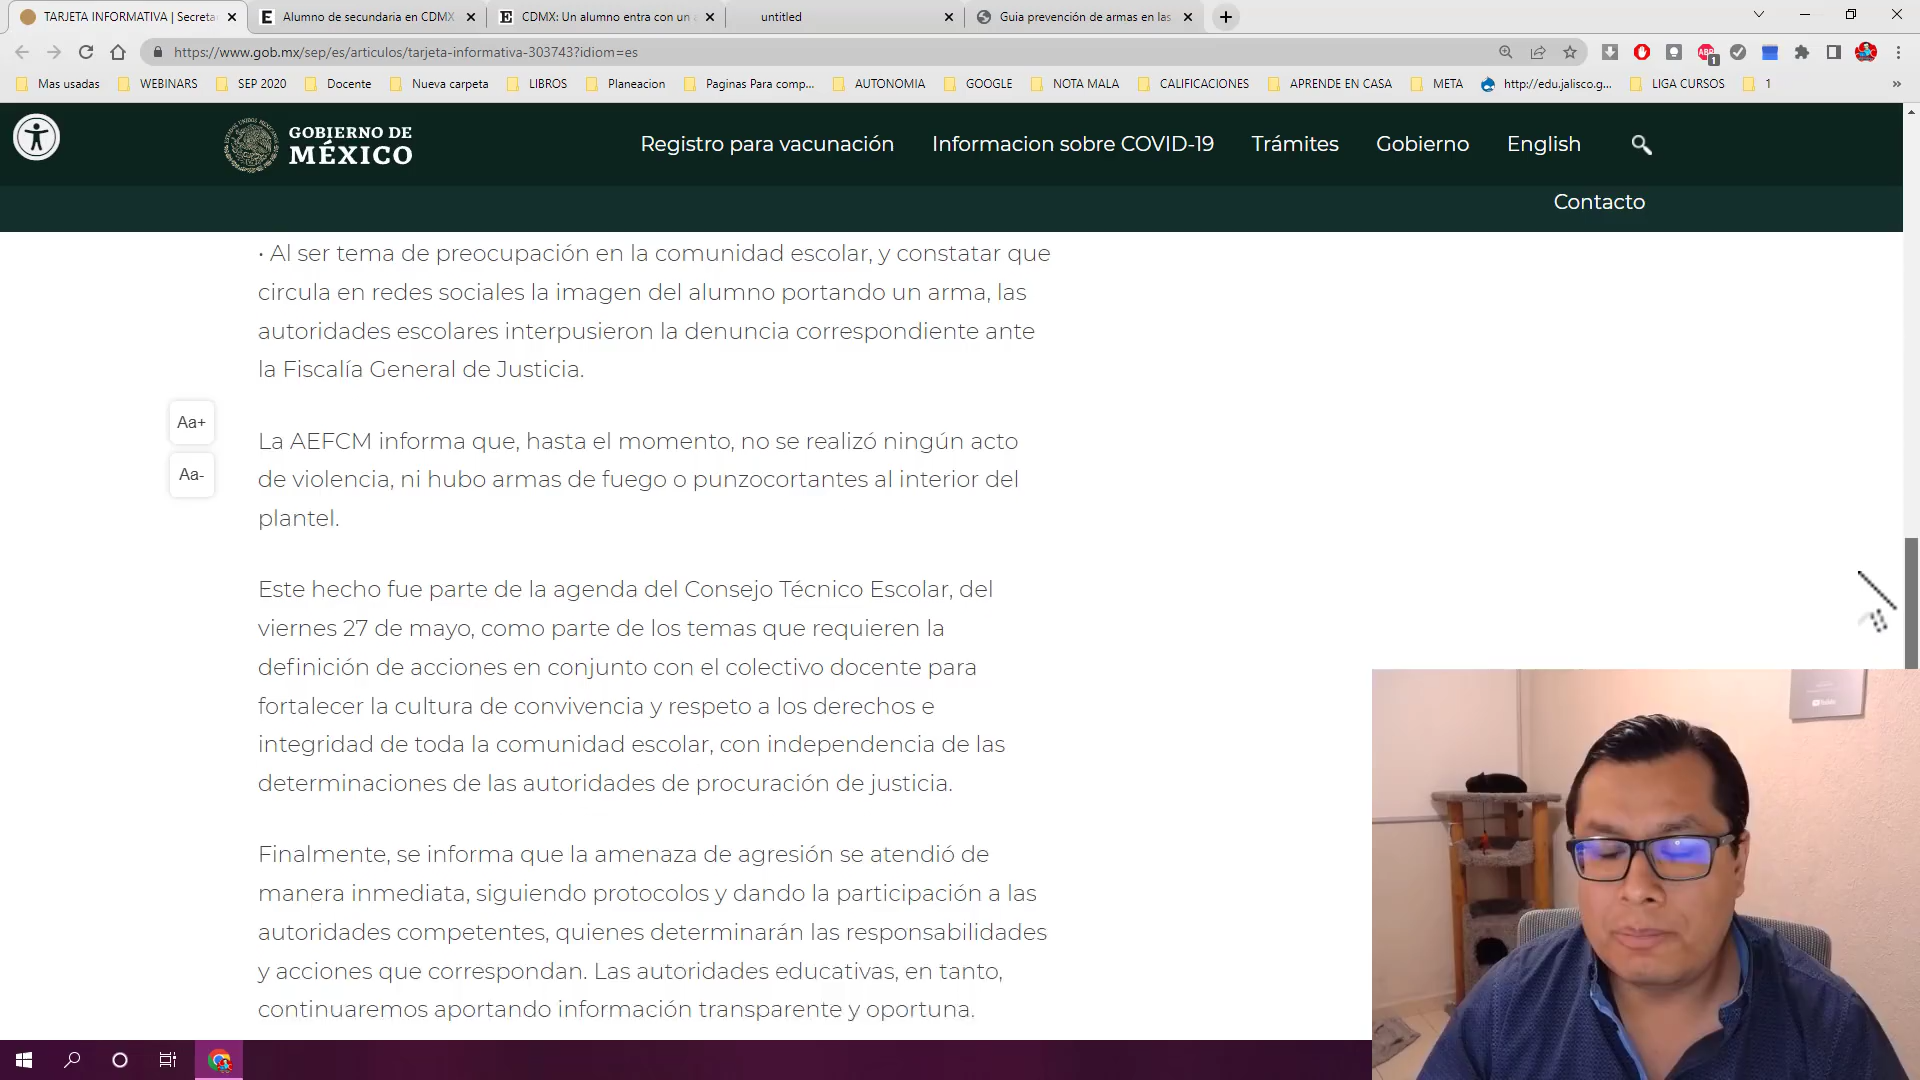 TARJETA INFORMATIVA | Secreta
Alumno de secundaria en CDMX
CDMX: Un alumno entra con un
untitled
Guia prevención de armas en las
https://www.gob.mx/sep/es/articulos/tarjeta-informativa-303743?idiom=es
ABP
1
Mas usadas
WEBINARS
SEP 2020
Docente
Nueva carpeta
LIBROS
Planeacion
Paginas Para comp...
AUTONOMIA
GOOGLE
NOTA MALA
CALIFICACIONES
APRENDE EN CASA
META
http://edu.jalisco.g...
LIGA CURSOS
1
»
GOBIERNO DE
MÉXICO
Registro para vacunación
Informacion sobre COVID-19
Trámites
Gobierno
English
Contacto
• Al ser tema de preocupación en la comunidad escolar, y constatar que
circula en redes sociales la imagen del alumno portando un arma, las
autoridades escolares interpusieron la denuncia correspondiente ante
la Fiscalía General de Justicia.
Aa+
Aa-
La AEFCM informa que, hasta el momento, no se realizó ningún acto
de violencia, ni hubo armas de fuego o punzocortantes al interior del
plantel.
Este hecho fue parte de la agenda del Consejo Técnico Escolar, del
viernes 27 de mayo, como parte de los temas que requieren la
definición de acciones en conjunto con el colectivo docente para
fortalecer la cultura de convivencia y respeto a los derechos e
integridad de toda la comunidad escolar, con independencia de las
determinaciones de las autoridades de procuración de justicia.
Finalmente, se informa que la amenaza de agresión se atendió de
manera inmediata, siguiendo protocolos y dando la participación a las
autoridades competentes, quienes determinarán las responsabilidades
y acciones que correspondan. Las autoridades educativas, en tanto,
continuaremos aportando información transparente y oportuna.
YouTube